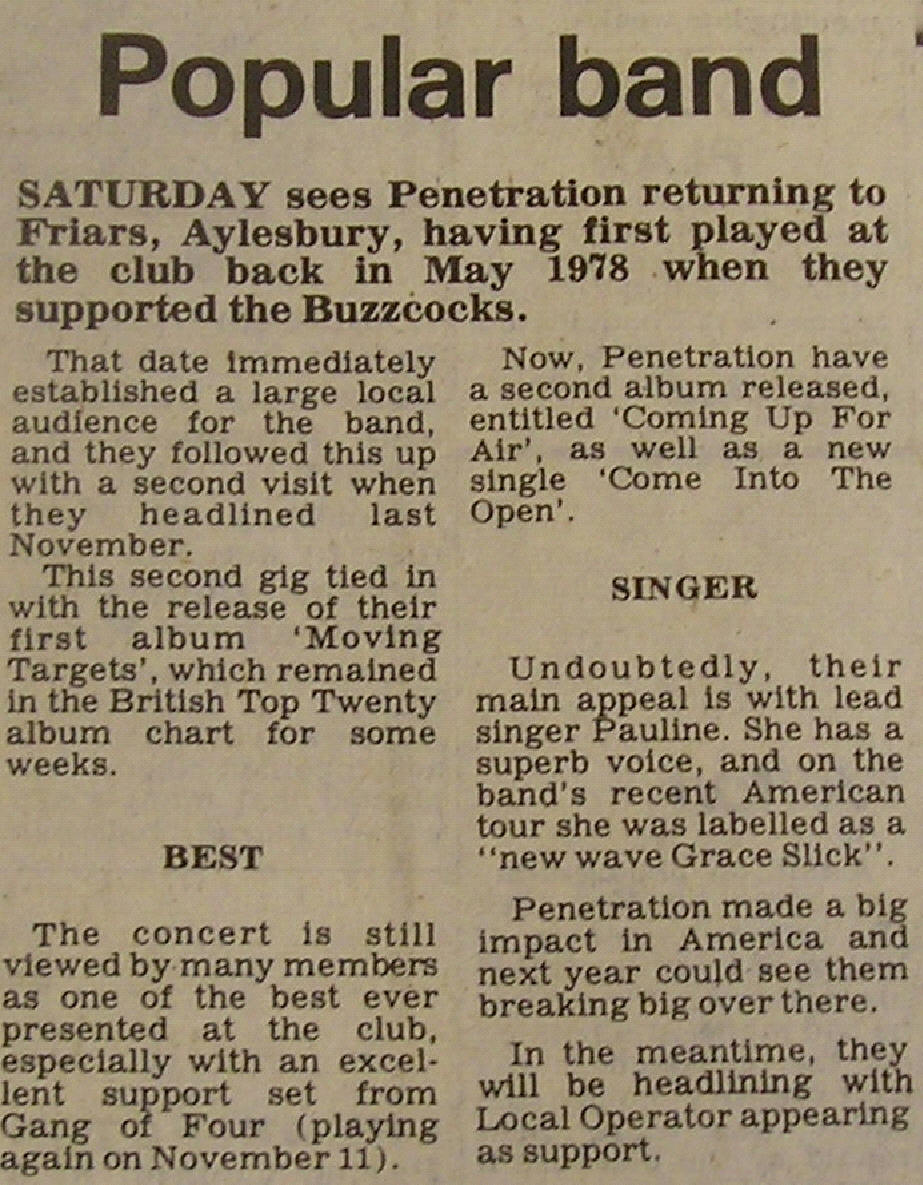 Popular band
SATURDAY sees Penetration returning to
Friars, Aylesbury, having first played at
the club back in May 1978 when they
supported the Buzzcocks.
That date immediately
established a large local
audience for the band,
and they followed this up
with a second visit when
they headlined last
November.
This second gig tied in
with the release of their
first album ‘Moving
Targets’, which remained
in the British Top Twenty
album chart for some
weeks.
BEST
The concert is still
viewed by many members
as one of the best ever
presented at the club,
especially with an excel-
lent support set from
Gang of Four (playing
again on November 11).
Now, Penetration have
a second album released,
entitled ‘Coming Up For
Air’, as well as a new
single ‘Come Into The
Open’.
SINGER
Undoubtedly, their
main appeal is with lead
singer Pauline. She has a
superb voice, and on the
band's recent American
tour she was labelled as a
‘‘new wave Grace Slick’’.
Penetration made a big
impact in America and
next year could see them
breaking big over there.
In the meantime, they
will be headlining with
Local Operator appearing
as support.